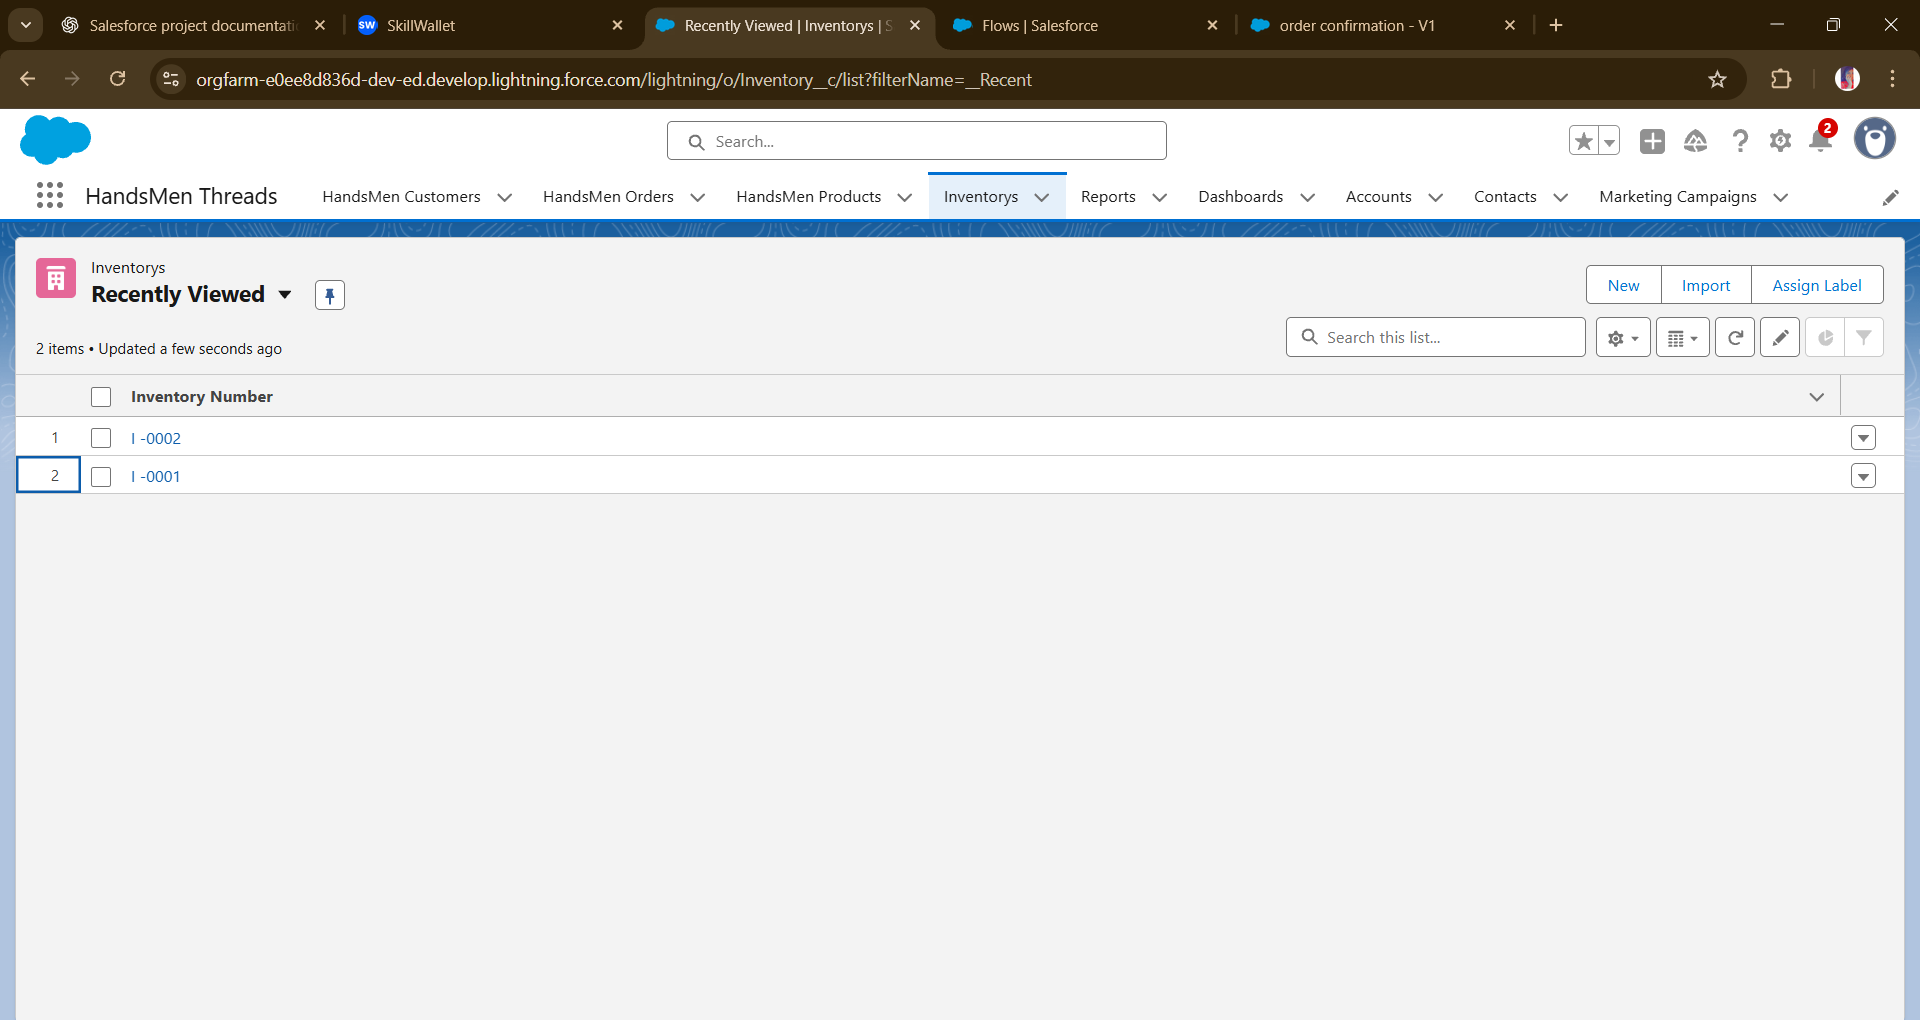 Salesforce project documentati
SkillWallet
Recently Viewed | Inventorys | S
Flows | Salesforce
order confirmation - V1
orgfarm-e0ee8d836d-dev-ed.develop.lightning.force.com/lightning/o/Inventory__c/list?filterName=__Recent
Search...
2
HandsMen Threads
HandsMen Customers
HandsMen Orders
HandsMen Products
Inventorys
Reports
Dashboards
Accounts
Contacts
Marketing Campaigns
Inventorys
Recently Viewed
New
Import
Assign Label
2 items • Updated a few seconds ago
Search this list...
Inventory Number
1 I -0002
2 I -0001